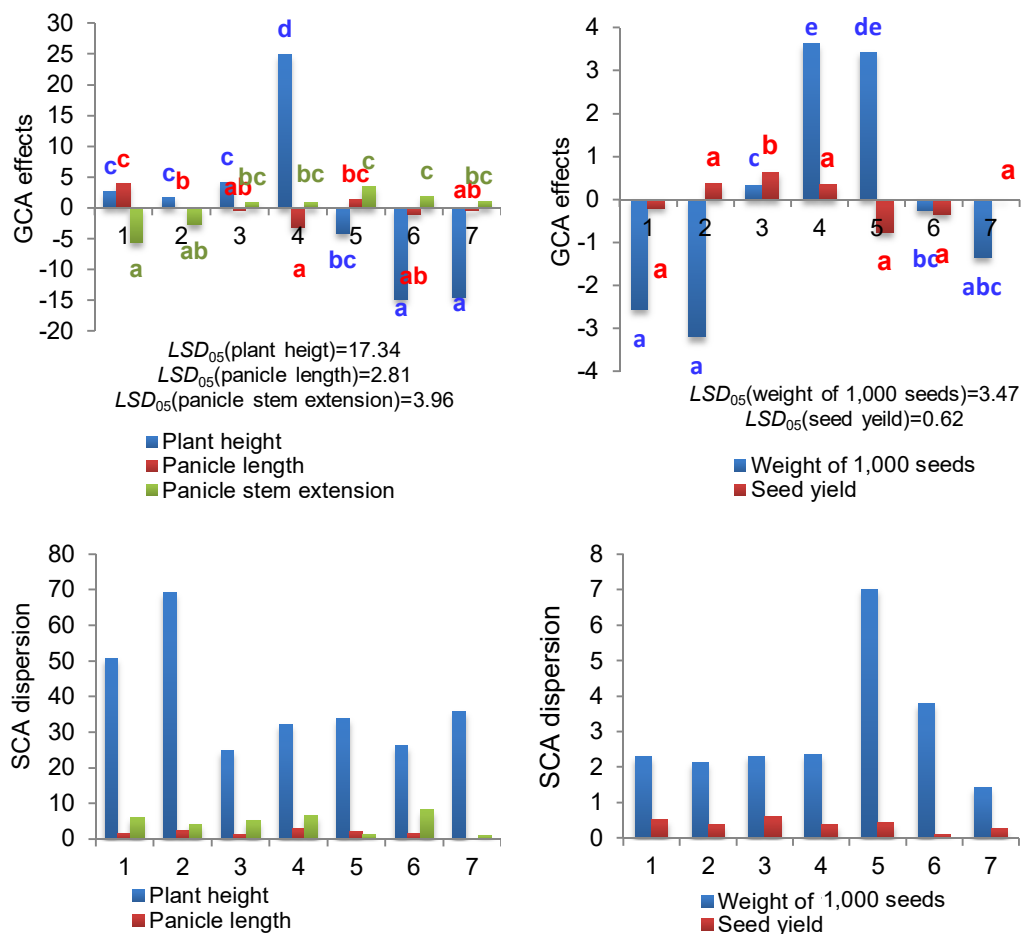 GCA effects
30
25
20
15
10
5
0
-5
-10
-15
-20
d
c c c c
b
ab bc bc bc c c ab bc
1 2 3 4 5 6 7
a ab a bc ab
a a
LSD05(plant heigt)=17.34
LSD05(panicle length)=2.81
LSD05(panicle stem extension)=3.96
Plant height
Panicle length
Panicle stem extension
GCA effects
4
3
2
1
0
-1
-2
-3
-4
e de
a c b a a
1 2 3 4 5 6 7
a a bc a abc
a a
LSD05(weight of 1,000 seeds)=3.47
LSD05(seed yeild)=0.62
Weight of 1,000 seeds
Seed yield
SCA dispersion
80
70
60
50
40
30
20
10
0
1 2 3 4 5 6 7
Plant height
Panicle length
SCA dispersion
8
7
6
5
4
3
2
1
0
1 2 3 4 5 6 7
Weight of 1,000 seeds
Seed yield